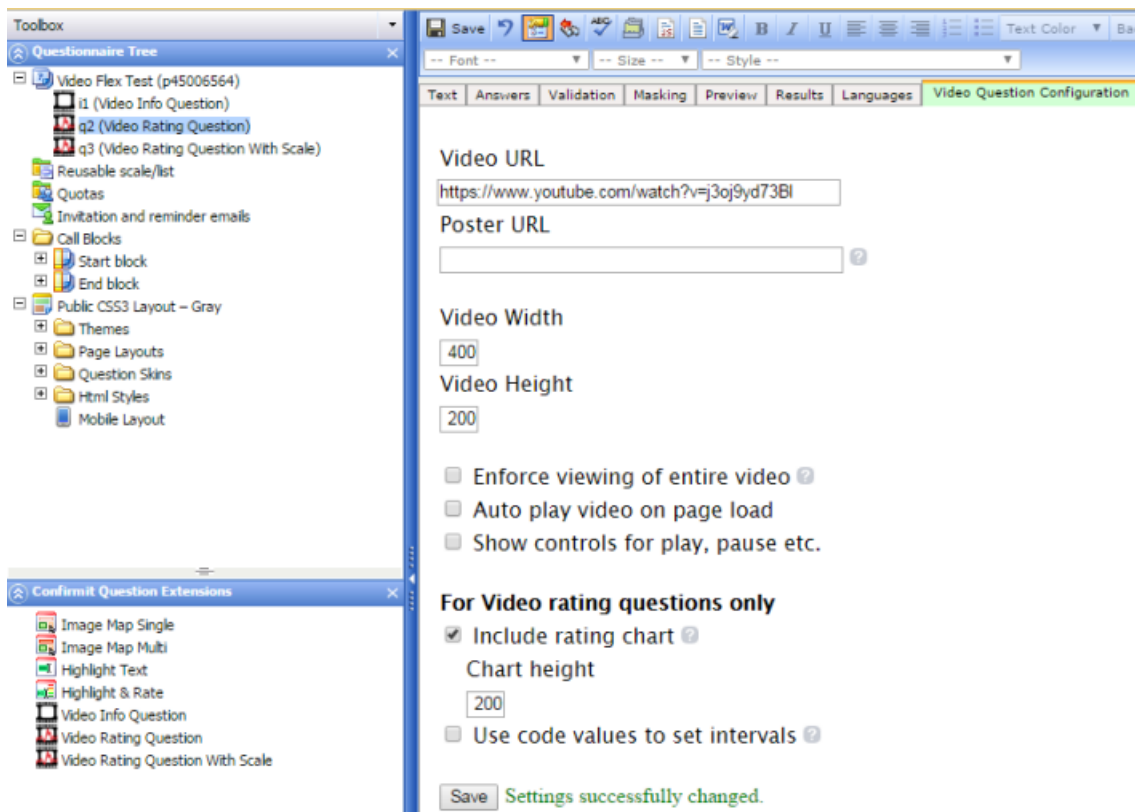 Toolbox
Questionnaire Tree
Video Flex Test (p45006564)
i1 (Video Info Question)
q2 (Video Rating Question)
q3 (Video Rating Question With Scale)
Reusable scale/list
Quotas
Invitation and reminder emails
Call Blocks
Start block
End block
Public CSS3 Layout – Gray
Themes
Page Layouts
Question Skins
Html Styles
Mobile Layout
Confirmit Question Extensions
Image Map Single
Image Map Multi
Highlight Text
Highlight & Rate
Video Info Question
Video Rating Question
Video Rating Question With Scale
Save ABC W B I U Text Color Ba
-- Font -- -- Size -- -- Style --
Text Answers Validation Masking Preview Results Languages Video Question Configuration
Video URL
https://www.youtube.com/watch?v=j3oj9yd73BI
Poster URL
?
Video Width
400
Video Height
200
Enforce viewing of entire video ?
Auto play video on page load
Show controls for play, pause etc.
For Video rating questions only
Include rating chart ?
Chart height
200
Use code values to set intervals ?
Save Settings successfully changed.